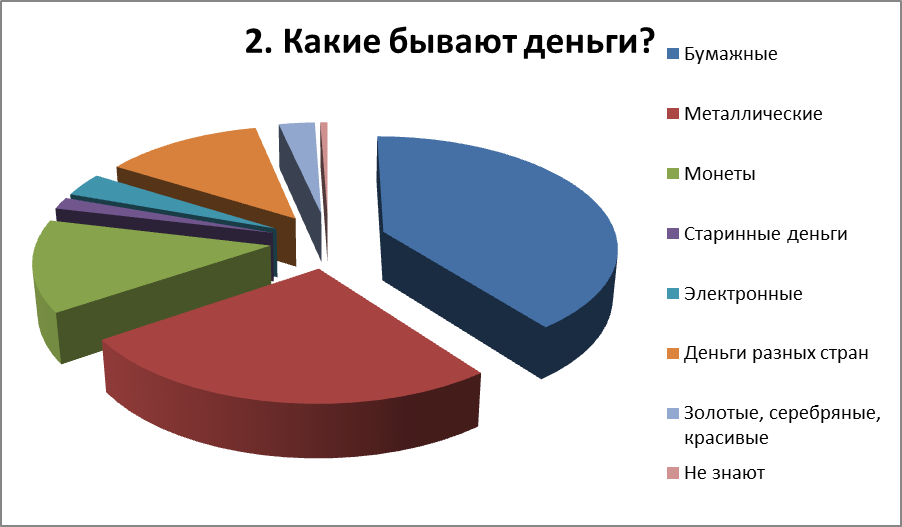 2. Какие бывают деньги?
Бумажные
Металлические
Монеты
Старинные деньги
Электронные
Деньги разных стран
Золотые, серебряные,
красивые
Не знают